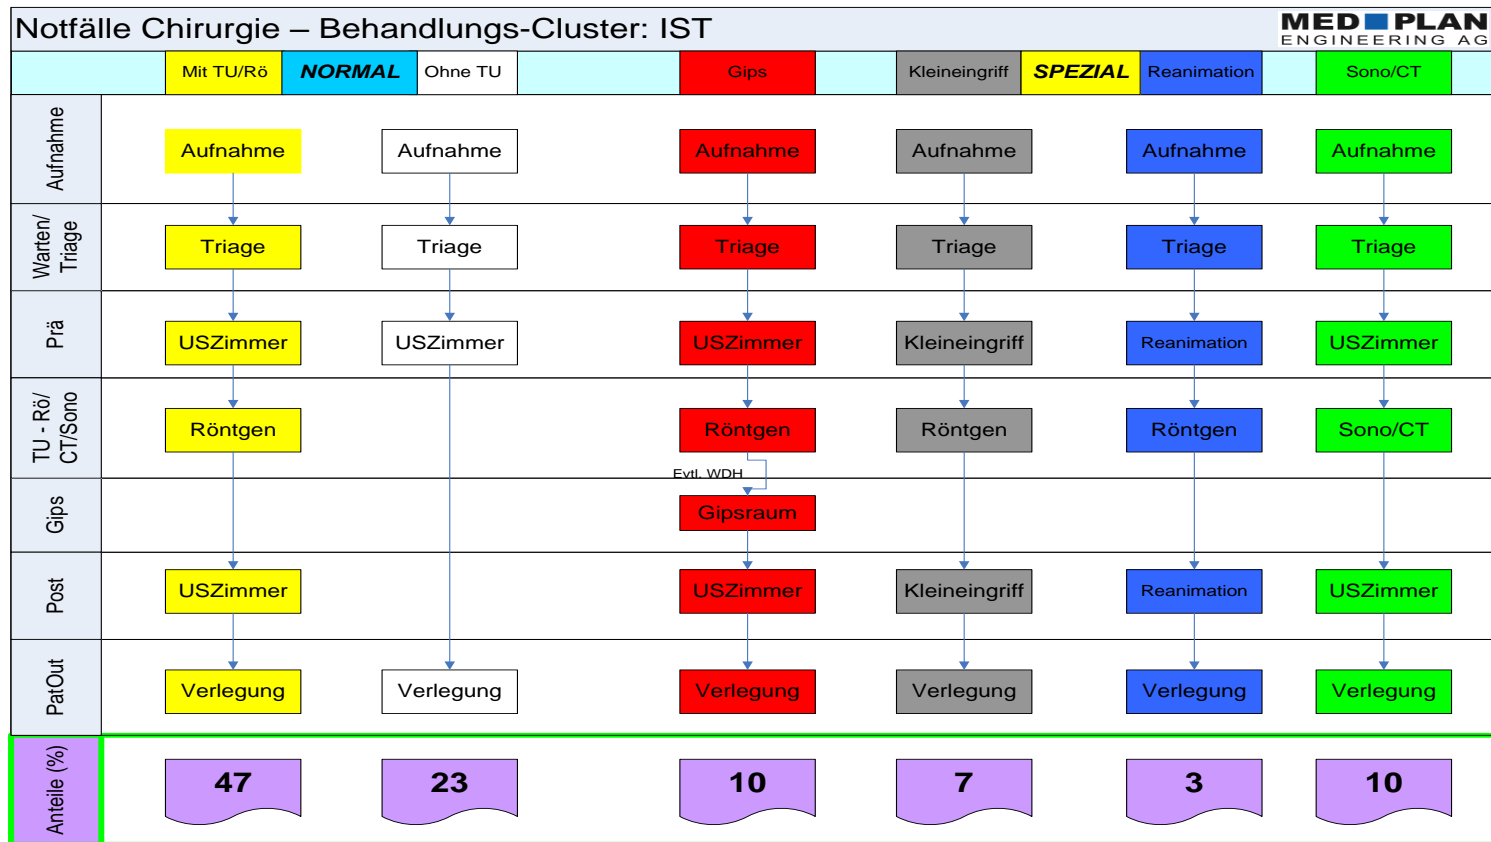 Notfälle Chirurgie – Behandlungs-Cluster: IST
MED PLAN
ENGINEERING AG
Mit TU/Rö NORMAL Ohne TU Gips Kleineingriff SPEZIAL Reanimation Sono/CT
Aufnahme
Aufnahme Aufnahme Aufnahme Aufnahme Aufnahme Aufnahme
Warten/
Triage
Triage Triage Triage Triage Triage Triage
Prä
USZimmer USZimmer USZimmer Kleineingriff Reanimation USZimmer
TU - Rö/
CT/Sono
Röntgen Röntgen Röntgen Röntgen Sono/CT
Evtl. WDH
Gips
Gipsraum
Post
USZimmer USZimmer Kleineingriff Reanimation USZimmer
PatOut
Verlegung Verlegung Verlegung Verlegung Verlegung Verlegung
Anteile (%)
47 23 10 7 3 10